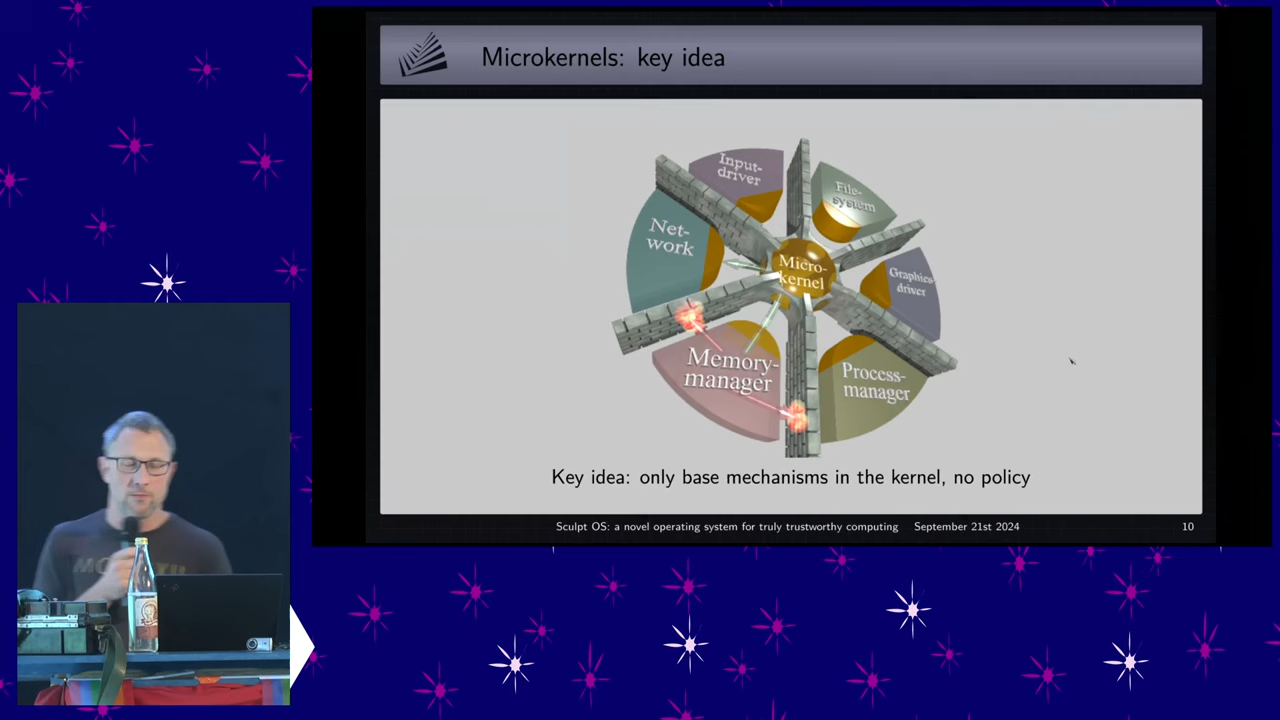 Microkernels: key idea
Input-
driver
File-
system
Net-
work
Micro-
kernel
Graphics
driver
Memory-
manager
Process-
manager
Key idea: only base mechanisms in the kernel, no policy
Sculpt OS: a novel operating system for truly trustworthy computing September 21st 2024 10